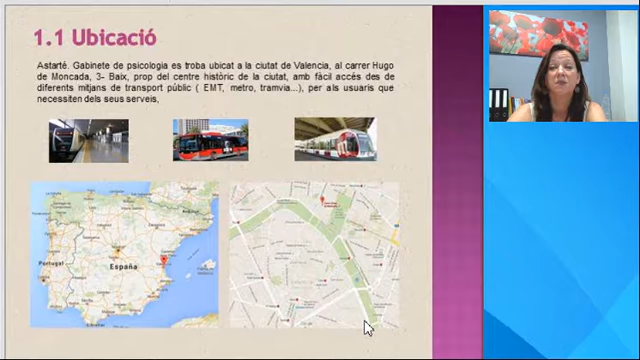 1.1 Ubicació
Astarté. Gabinete de psicologia es troba ubicat a la ciutat de Valencia, al carrer Hugo
de Moncada, 3- Baix, prop del centre històric de la ciutat, amb fàcil accés des de
diferents mitjans de transport públic ( EMT, metro, tramvia...), per als usuaris que
necessiten dels seus serveis,
Portugal
España